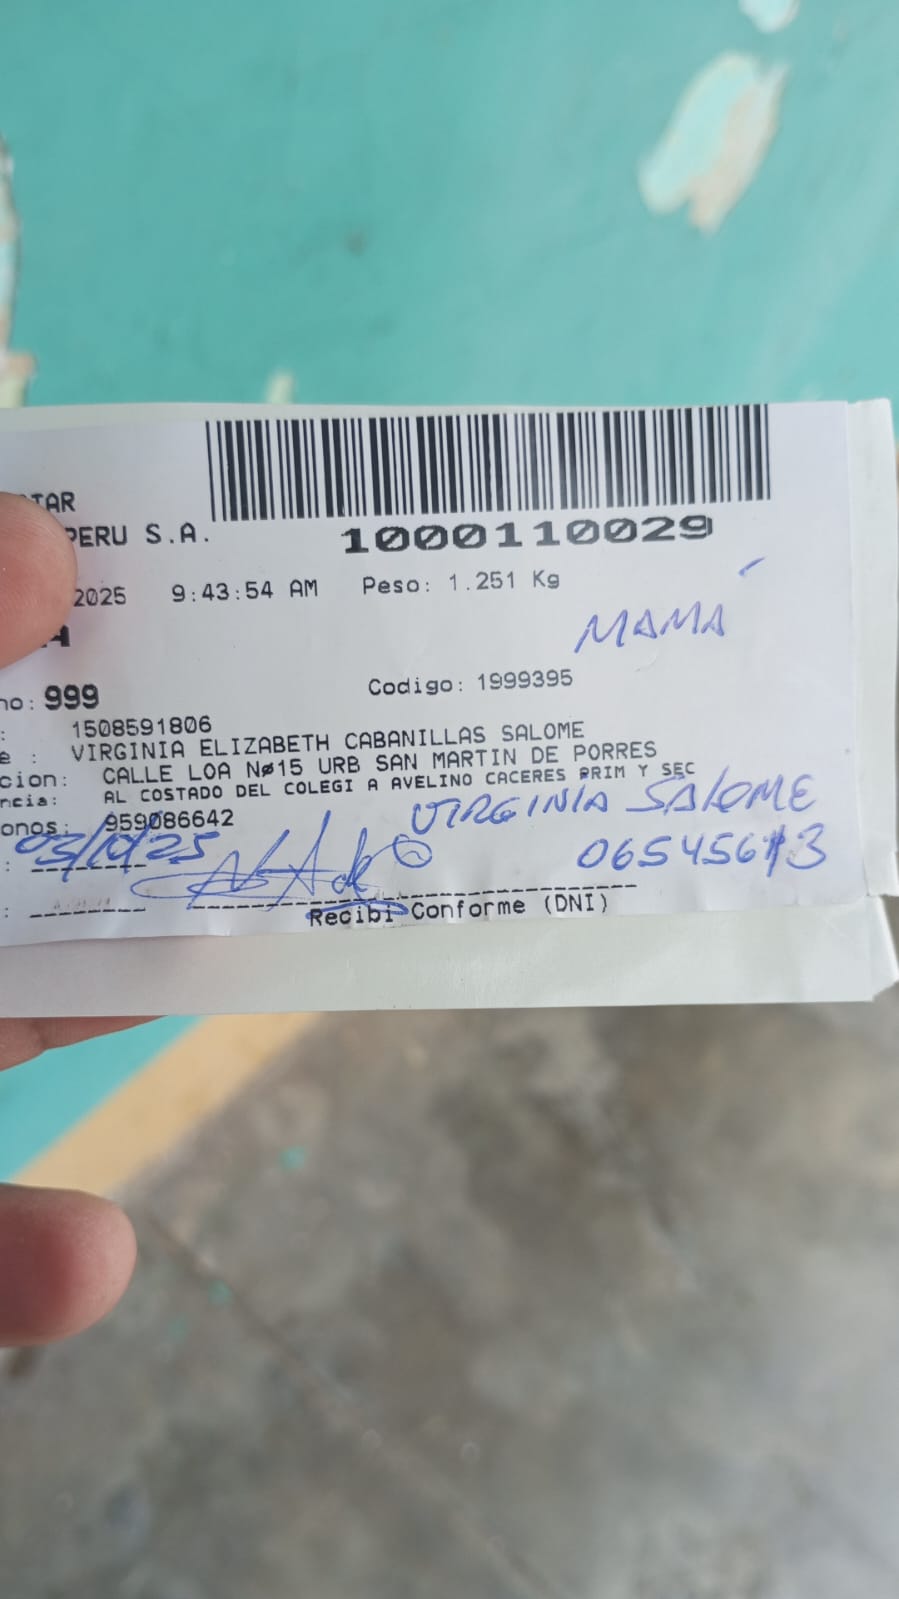 TAR
PERU S.A.
1000110029
2025 9:43:54 AM Peso: 1.251 Kg
A
MAMÁ
no: 999 Codigo: 1999395
: 1508591806
e : VIRGINIA ELIZABETH CABANILLAS SALOME
cion: CALLE LOA Nø15 URB SAN MARTIN DE PORRES
ncia: AL COSTADO DEL COLEGI A AVELINO CACERES PRIM Y SEC
onos: 959086642
VIRGINIA SALOME
: 03/10/25
: Recibi Conforme (DNI)